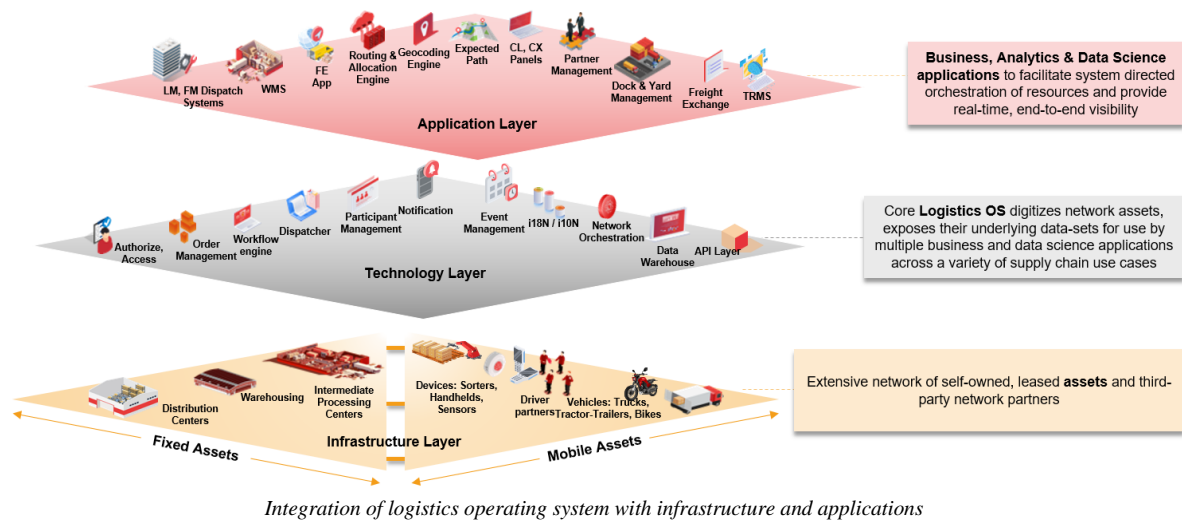 LM, FM Dispatch
Systems
WMS
FE
App
Routing &
Allocation
Engine
Geocoding
Engine
Expected
Path
CL, CX
Panels
Partner
Management
Dock & Yard
Management
Freight
Exchange
TRMS
Application Layer
Business, Analytics & Data Science
applications to facilitate system directed
orchestration of resources and provide
real-time, end-to-end visibility
Authorize,
Access
Order
Management
Workflow
engine
Dispatcher
Participant
Management
Notification
Event
Management
i18N / i10N
Network
Orchestration
Data
Warehouse
API Layer
Technology Layer
Core Logistics OS digitizes network assets,
exposes their underlying data-sets for use by
multiple business and data science applications
across a variety of supply chain use cases
Distribution
Centers
Warehousing
Intermediate
Processing
Centers
Devices: Sorters,
Handhelds,
Sensors
Driver
partners
Vehicles: Trucks,
Tractor-Trailers, Bikes
Infrastructure Layer
Fixed Assets
Mobile Assets
Extensive network of self-owned, leased assets and third-
party network partners
Integration of logistics operating system with infrastructure and applications